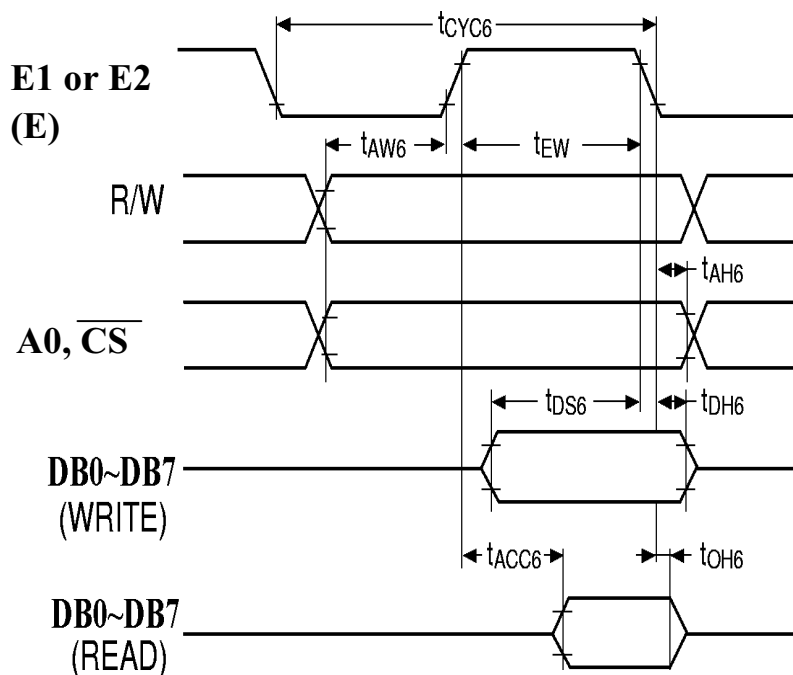 tCYC6
E1 or E2
(E)
tAW6
tEW
R/W
tAH6
A0, CS
tDS6
tDH6
DB0~DB7
(WRITE)
tACC6
tOH6
DB0~DB7
(READ)